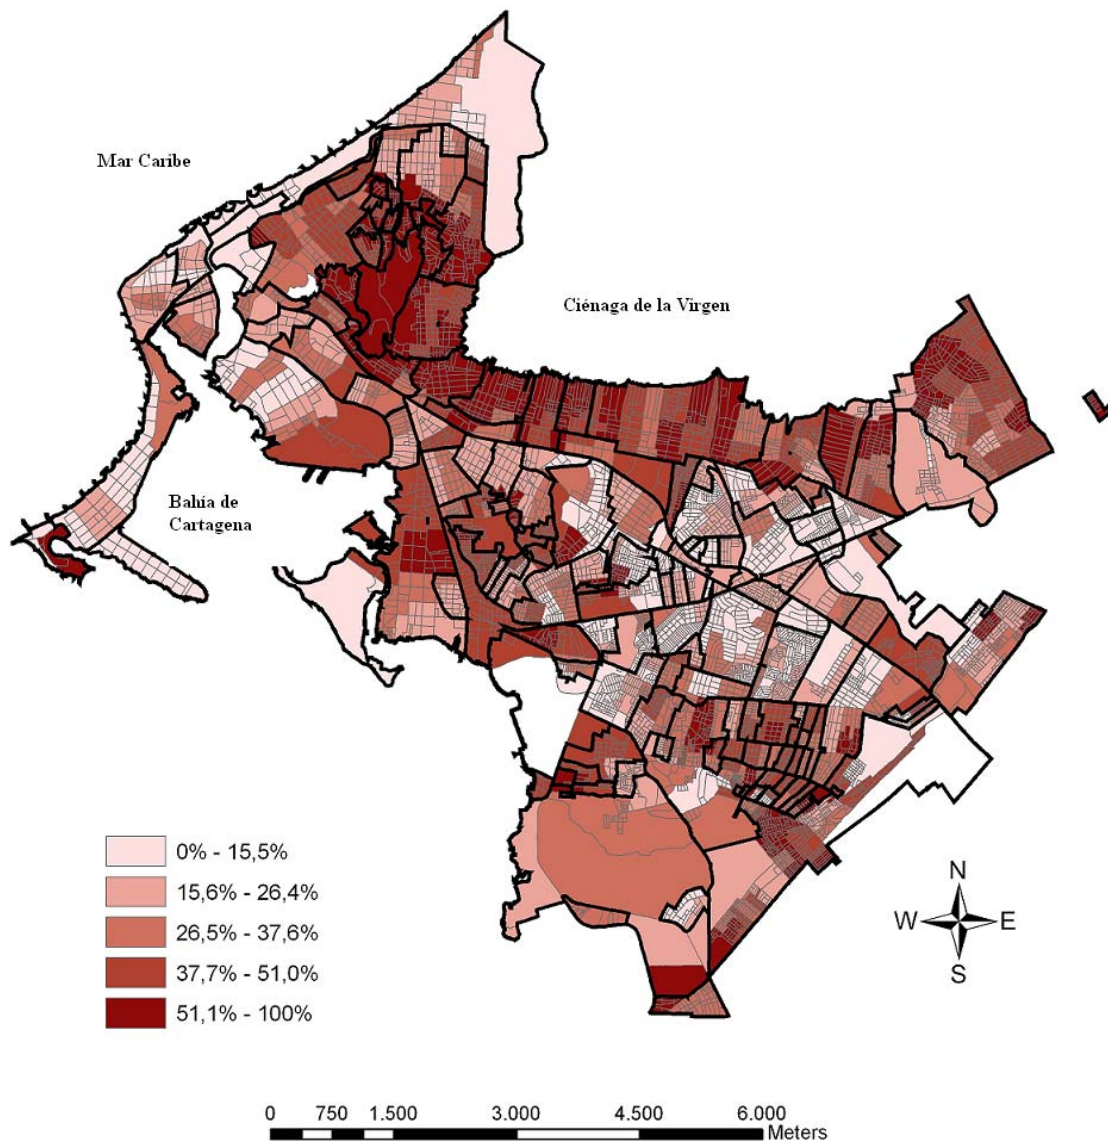 Mar Caribe
Ciénaga de la Virgen
Bahía de
Cartagena
0% - 15,5%
15,6% - 26,4%
26,5% - 37,6%
37,7% - 51,0%
51,1% - 100%
N
W E
S
0 750 1.500 3.000 4.500 6.000
Meters